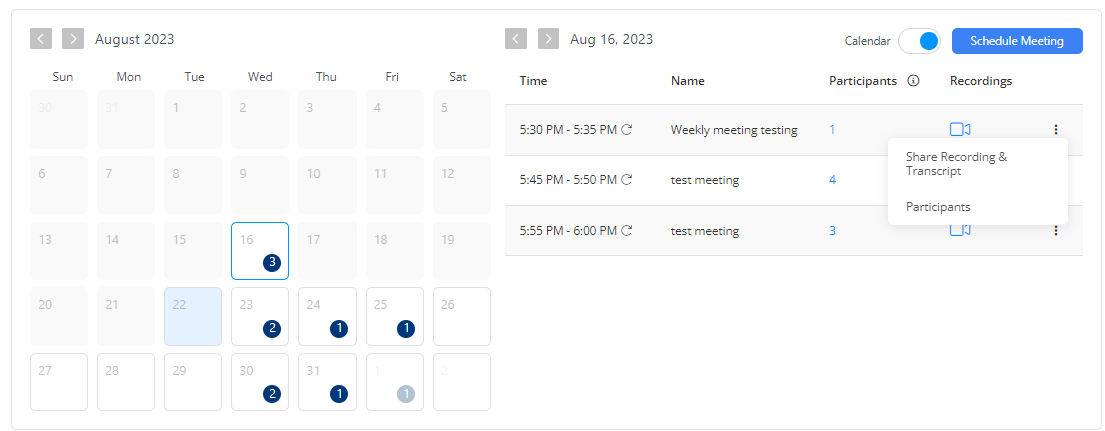 August 2023
Sun Mon Tue Wed Thu Fri Sat
30 31 1 2 3 4 5
6 7 8 9 10 11 12
13 14 15 16 17 18 19
3
20 21 22 23 24 25 26
2 1 1
27 28 29 30 31 1 2
2 1 1
Aug 16, 2023
Calendar
Schedule Meeting
Time Name Participants Recordings
5:30 PM - 5:35 PM Weekly meeting testing 1
5:45 PM - 5:50 PM test meeting 4
5:55 PM - 6:00 PM test meeting 3
Share Recording &
Transcript
Participants